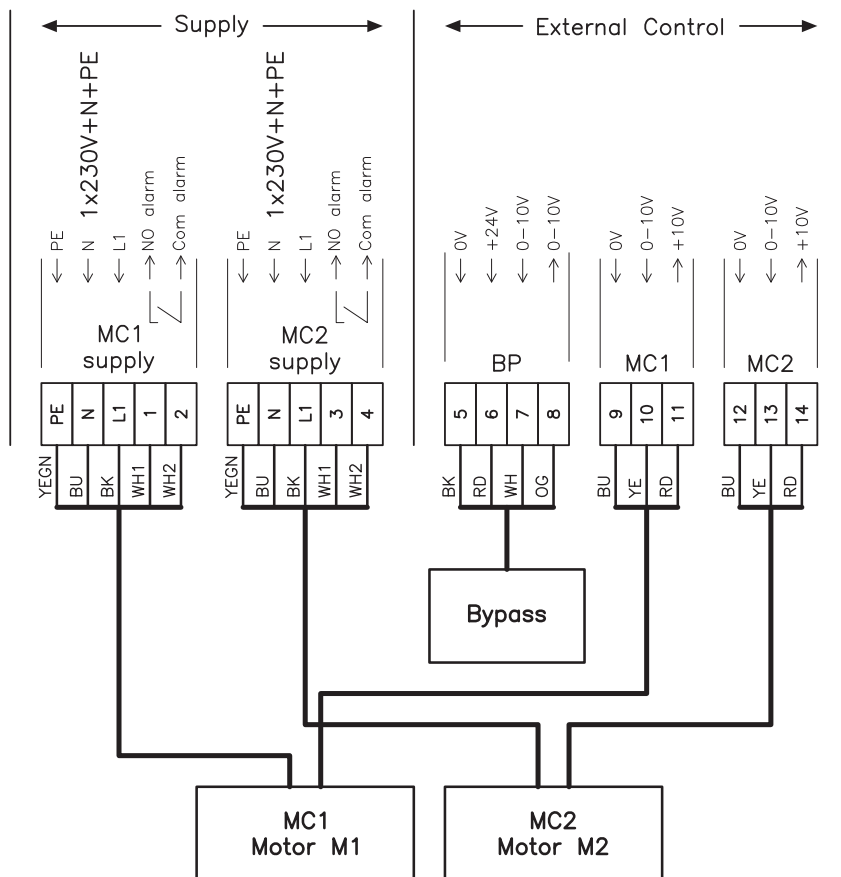 Supply
External Control
1x230V+N+PE
1x230V+N+PE
PE
N
L1
NO alarm
Com alarm
PE
N
L1
NO alarm
Com alarm
0V
+24V
0-10V
0-10V
0V
0-10V
+10V
0V
0-10V
+10V
MC1
supply
MC2
supply
BP
MC1
MC2
PE
N
L1
1
2
PE
N
L1
3
4
5
6
7
8
9
10
11
12
13
14
YEGN
BU
BK
WH1
WH2
YEGN
BU
BK
WH1
WH2
BK
RD
WH
OG
BU
YE
RD
BU
YE
RD
Bypass
MC1
Motor M1
MC2
Motor M2